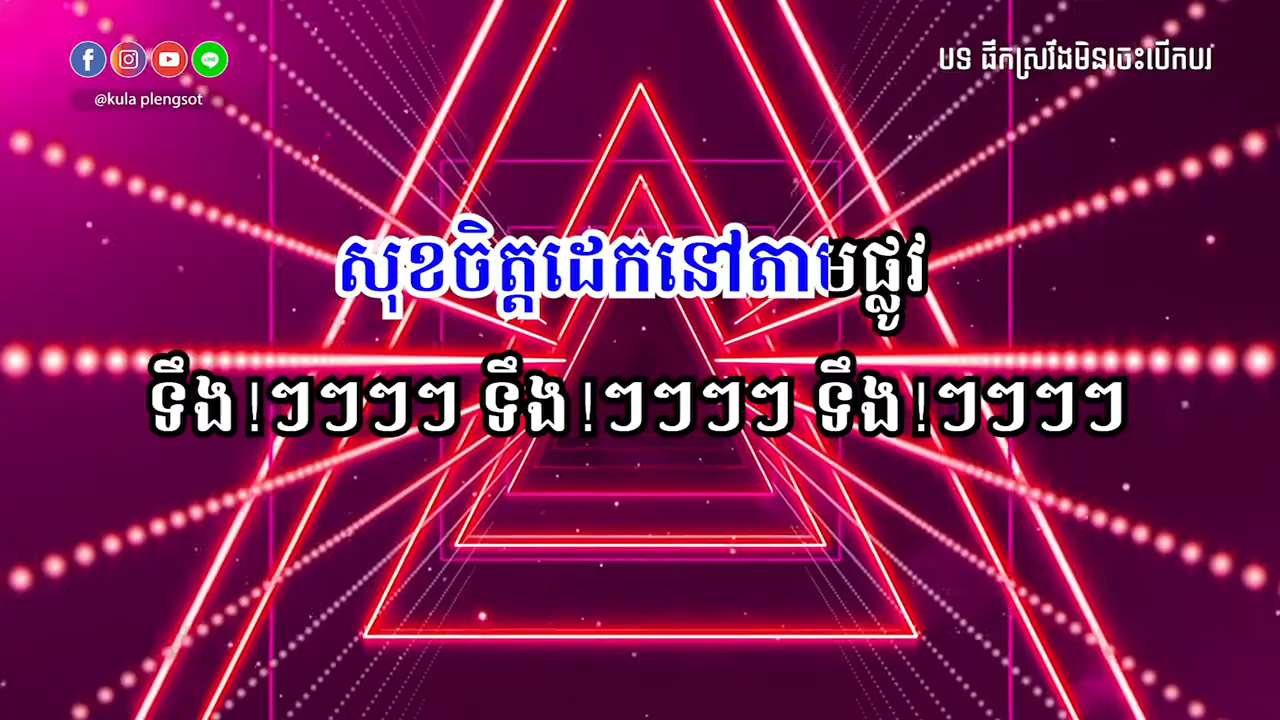 @kula plengsot
បទ ផឹកស្រវឹងមិនចេះបើកបរ
សុខចិត្តដេកនៅតាមផ្លូវ
ទឹង!ៗៗៗៗ ទឹង!ៗៗៗៗ ទឹង!ៗៗៗៗ